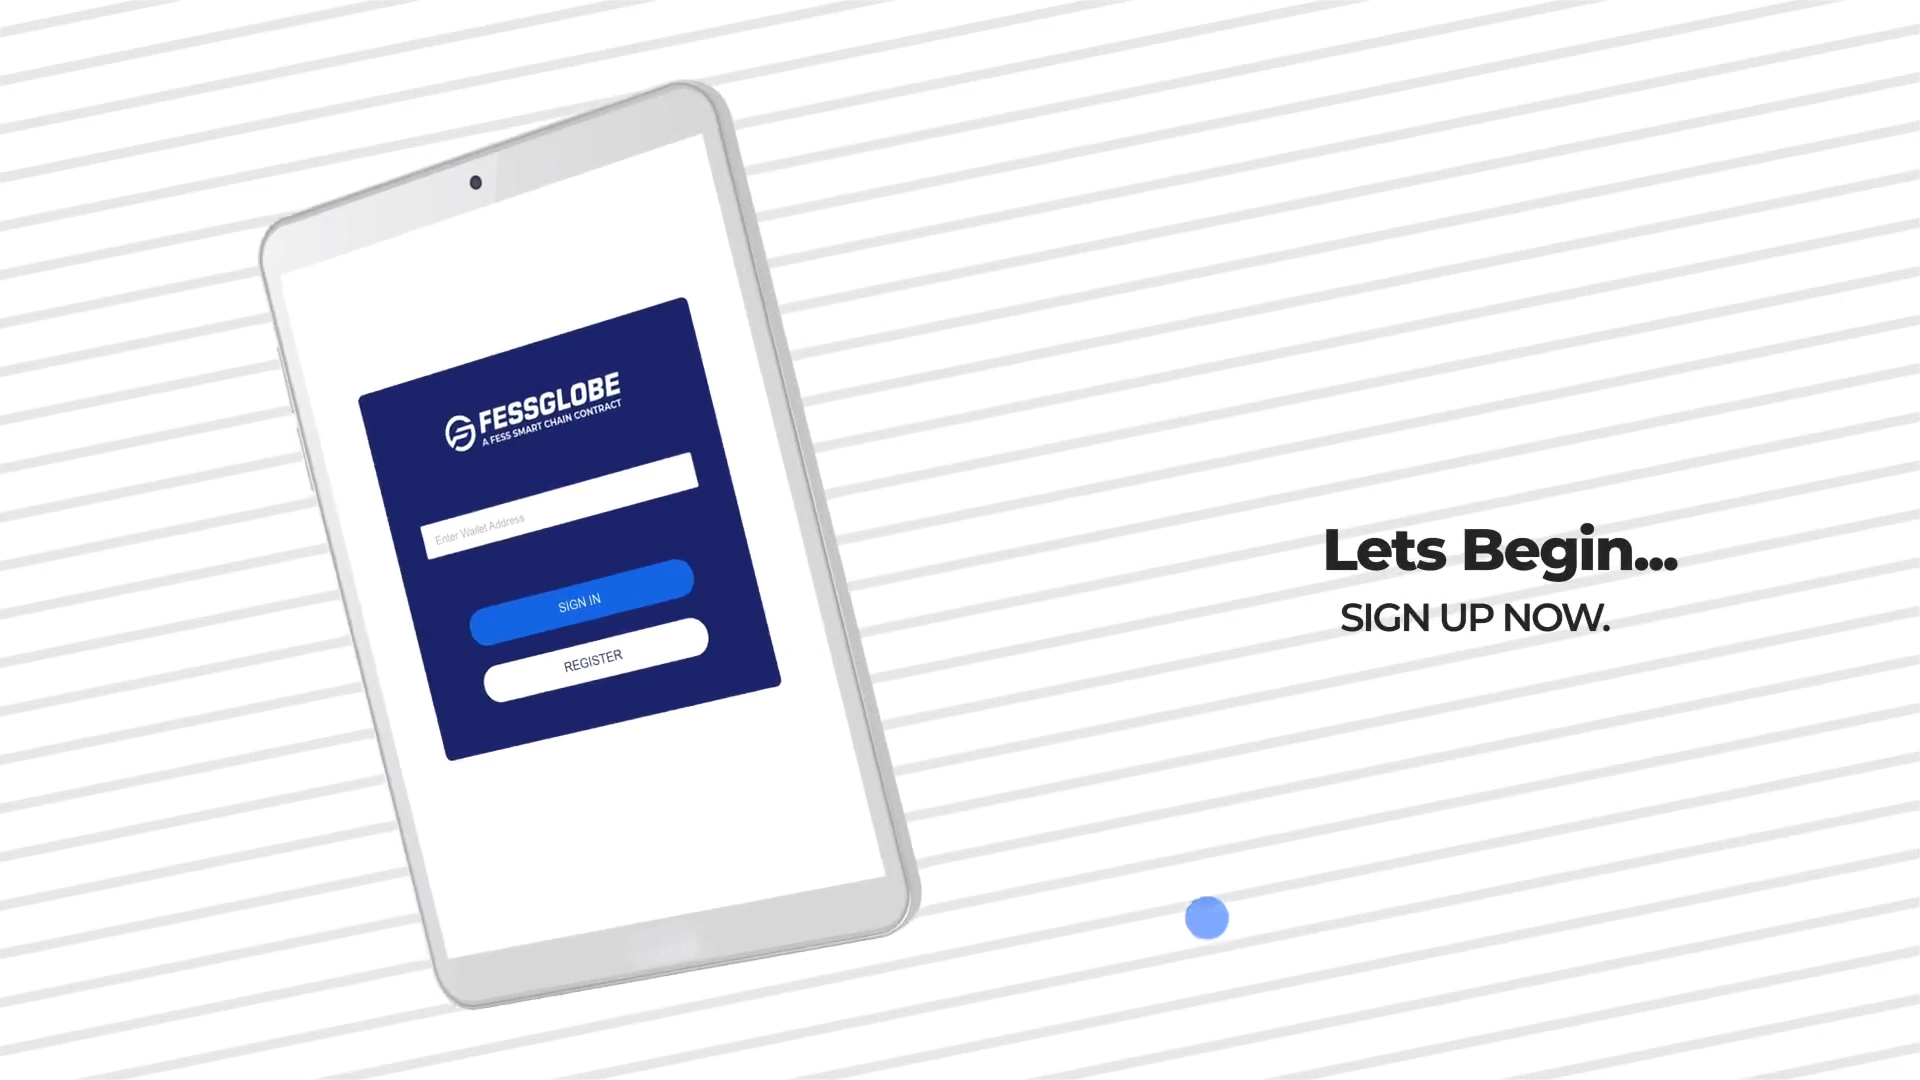 FESSGLOBE
A FESS SMART CHAIN CONTRACT
Enter Wallet Address
SIGN IN
REGISTER
Lets Begin...
SIGN UP NOW.